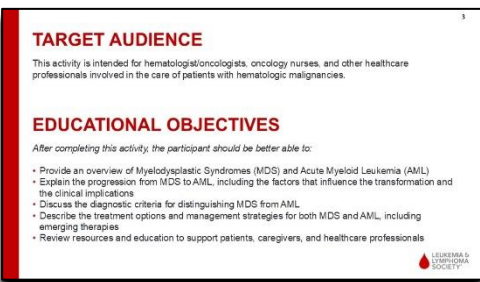 3
TARGET AUDIENCE
This activity is intended for hematologist/oncologists, oncology nurses, and other healthcare
professionals involved in the care of patients with hematologic malignancies.
EDUCATIONAL OBJECTIVES
After completing this activity, the participant should be better able to:
• Provide an overview of Myelodysplastic Syndromes (MDS) and Acute Myeloid Leukemia (AML)
• Explain the progression from MDS to AML, including the factors that influence the transformation and
the clinical implications
• Discuss the diagnostic criteria for distinguishing MDS from AML
• Describe the treatment options and management strategies for both MDS and AML, including
emerging therapies
• Review resources and education to support patients, caregivers, and healthcare professionals
LEUKEMIA &
LYMPHOMA
SOCIETY